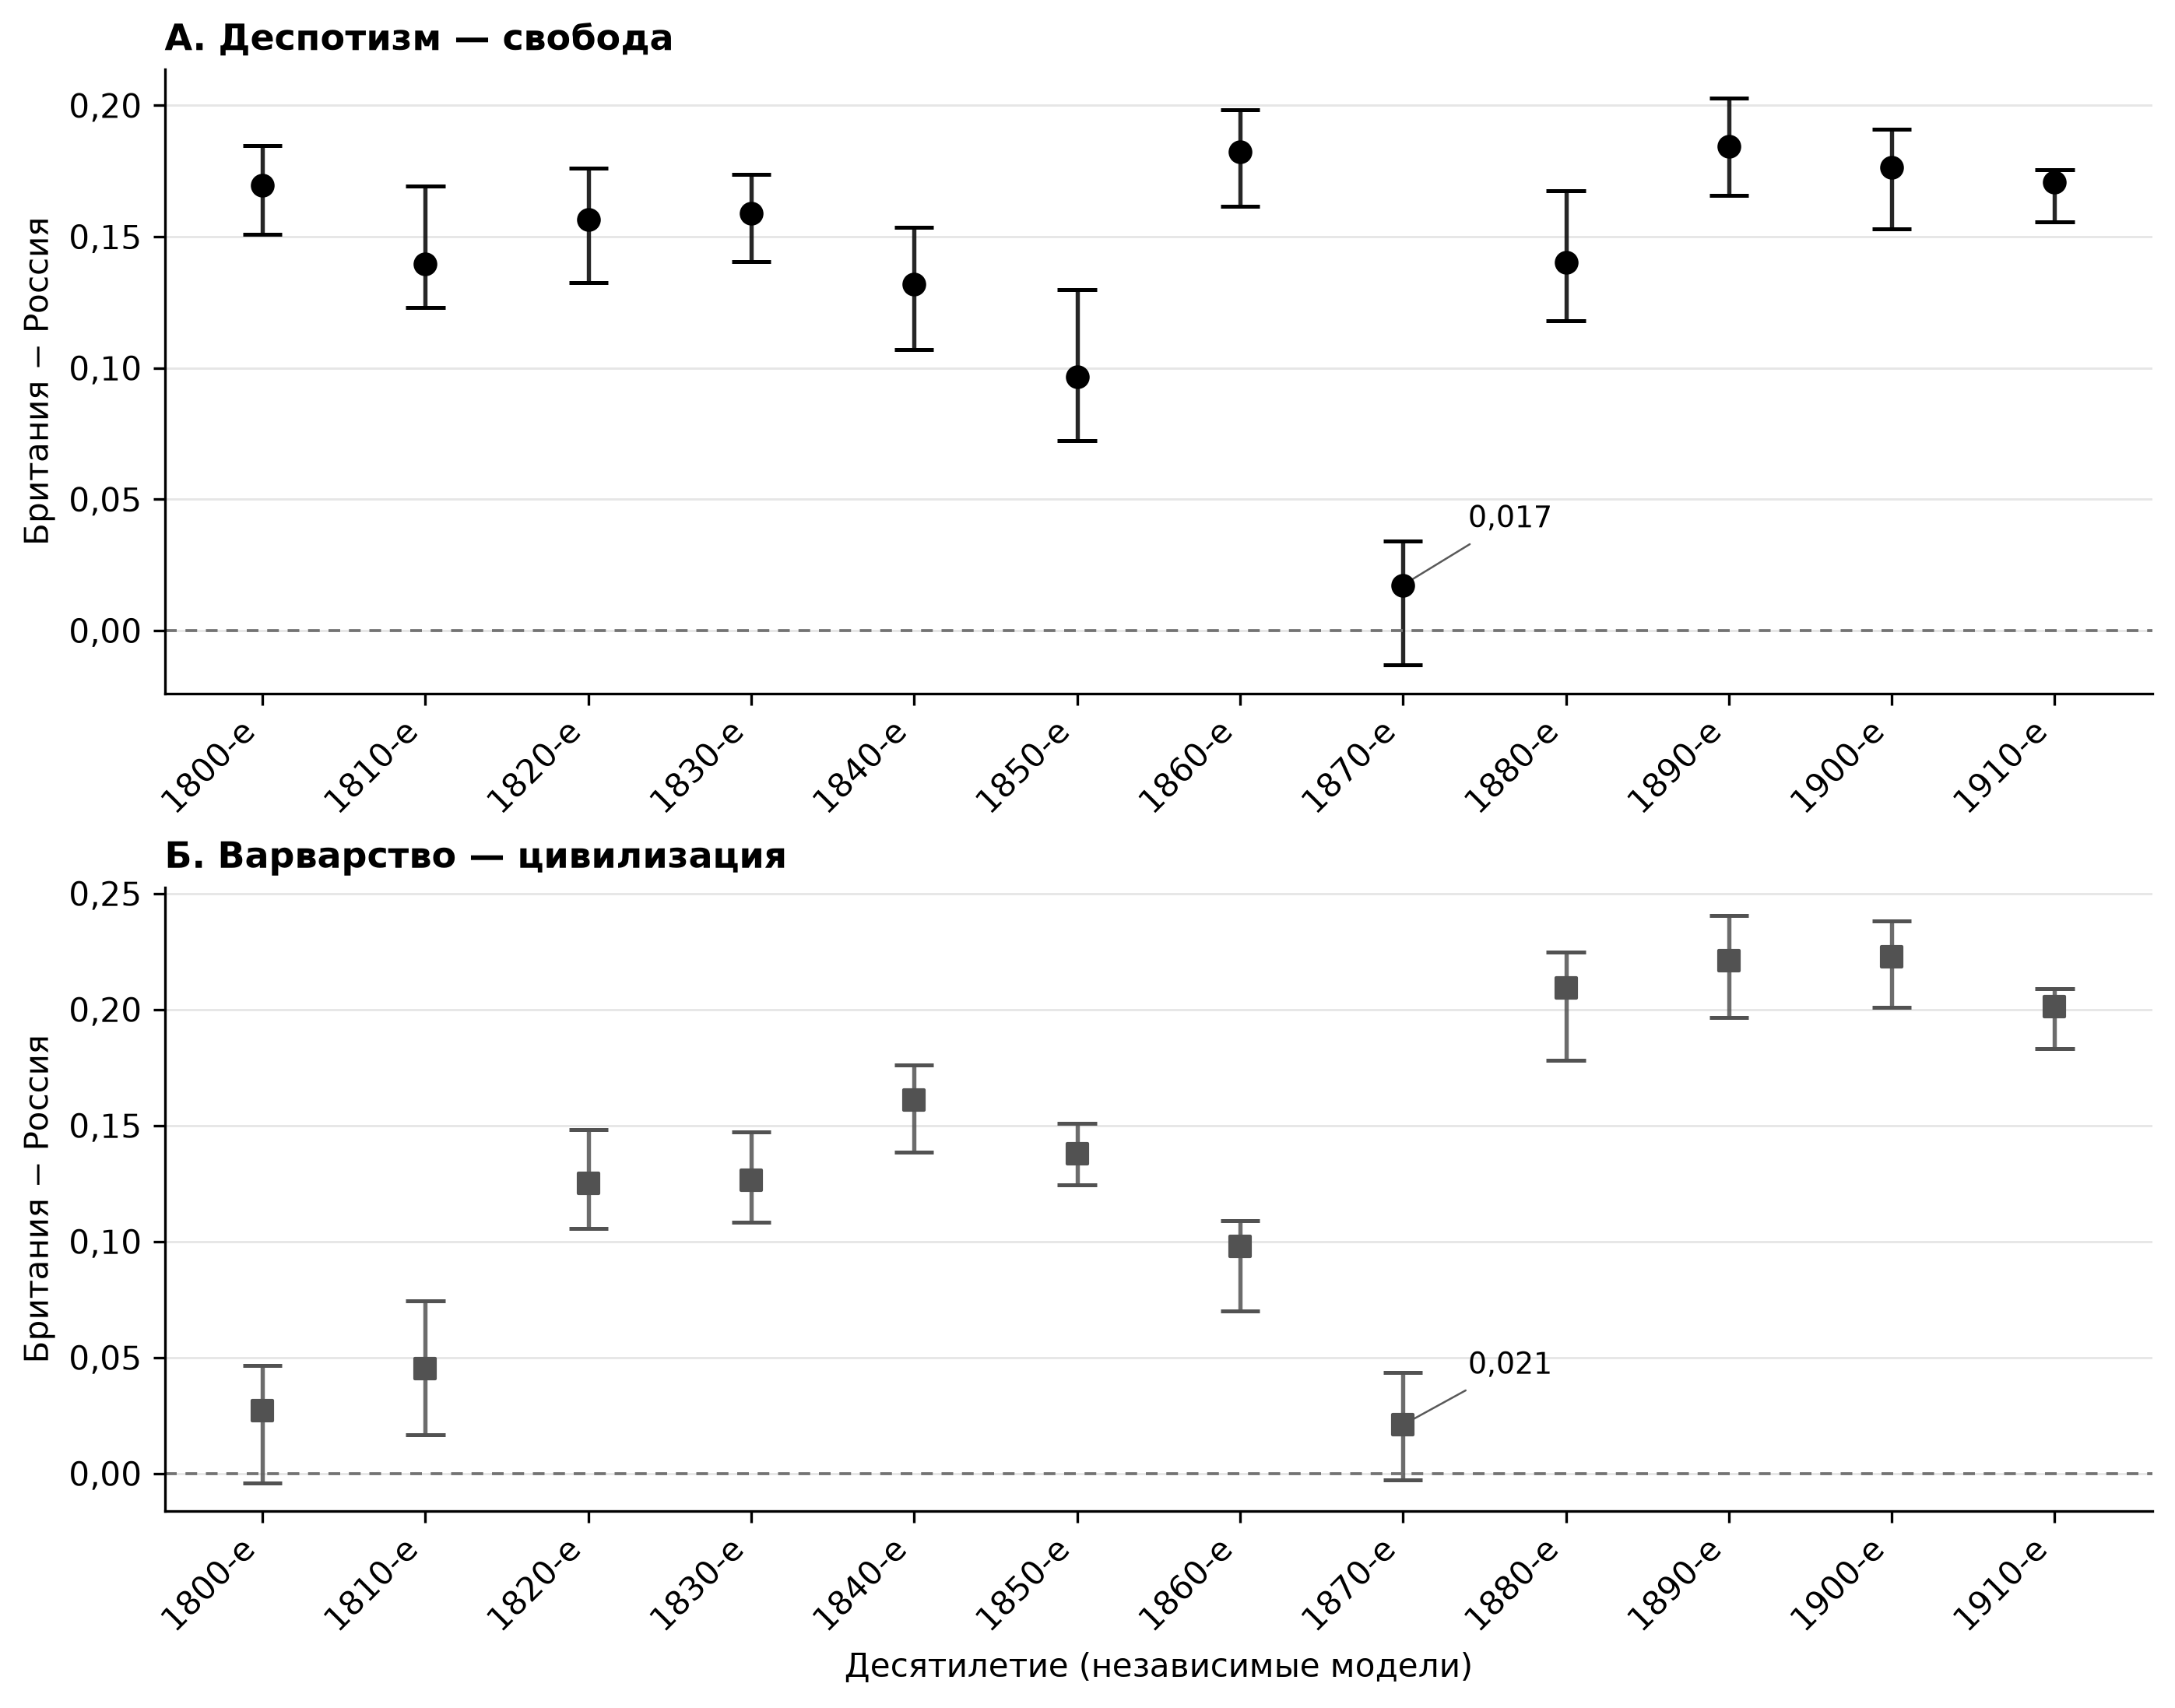 А. Деспотизм — свобода
Британия − Россия
0,20
0,15
0,10
0,05
0,00
0,017
1800-е 1810-е 1820-е 1830-е 1840-е 1850-е 1860-е 1870-е 1880-е 1890-е 1900-е 1910-е
Б. Варварство — цивилизация
Британия − Россия
0,25
0,20
0,15
0,10
0,05
0,00
0,021
1800-е 1810-е 1820-е 1830-е 1840-е 1850-е 1860-е 1870-е 1880-е 1890-е 1900-е 1910-е
Десятилетие (независимые модели)